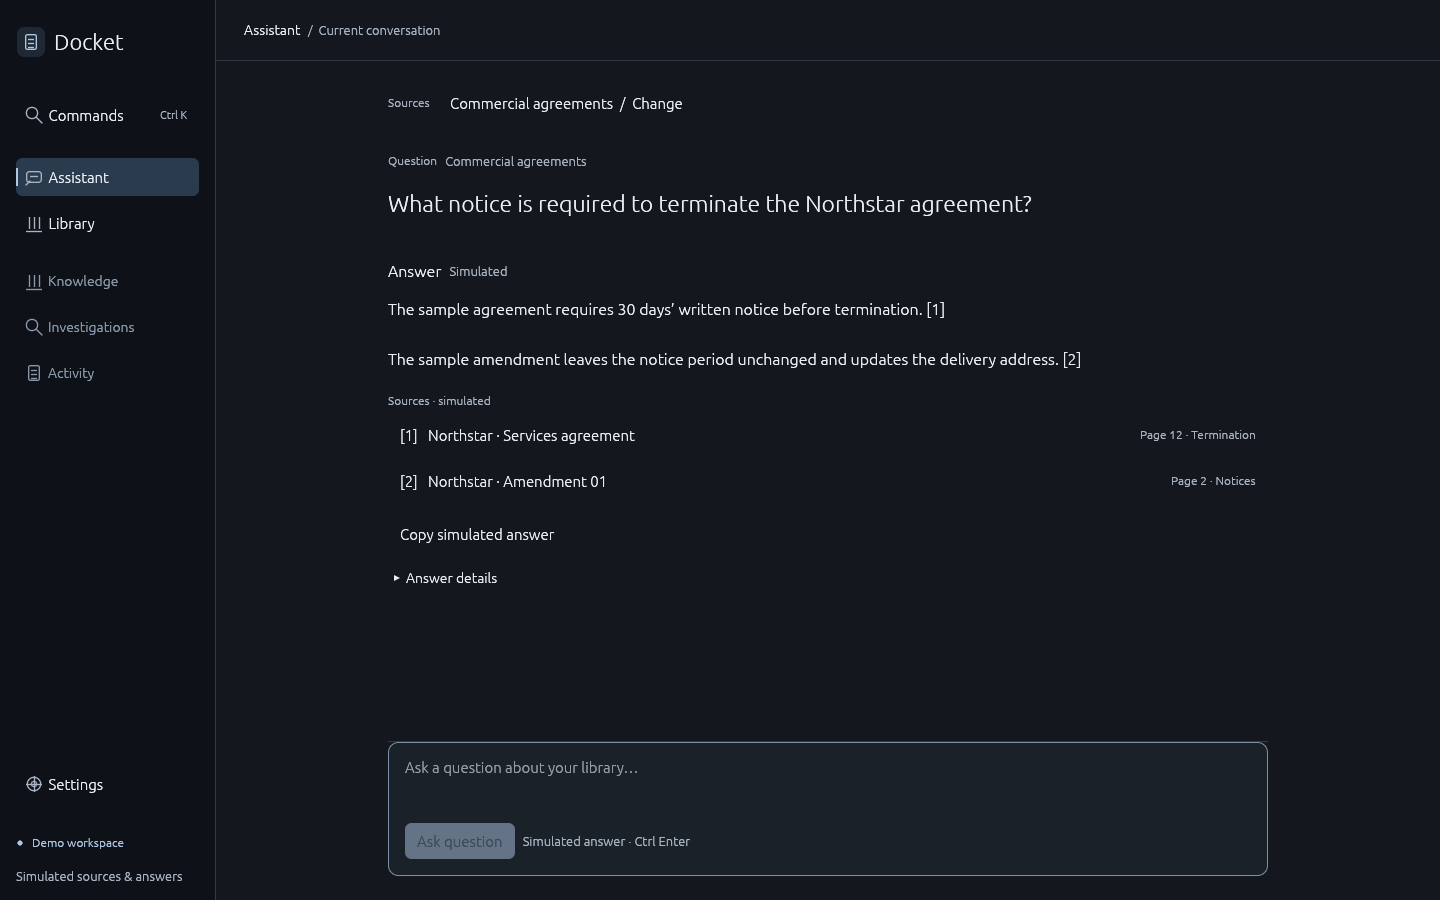 Docket
Commands Ctrl K
Assistant
Library
Knowledge
Investigations
Activity
Settings
Demo workspace
Simulated sources & answers
Assistant / Current conversation
Sources Commercial agreements / Change
Question Commercial agreements
What notice is required to terminate the Northstar agreement?
Answer Simulated
The sample agreement requires 30 days’ written notice before termination. [1]
The sample amendment leaves the notice period unchanged and updates the delivery address. [2]
Sources · simulated
[1] Northstar · Services agreement Page 12 · Termination
[2] Northstar · Amendment 01 Page 2 · Notices
Copy simulated answer
Answer details
Ask a question about your library…
Ask question Simulated answer · Ctrl Enter